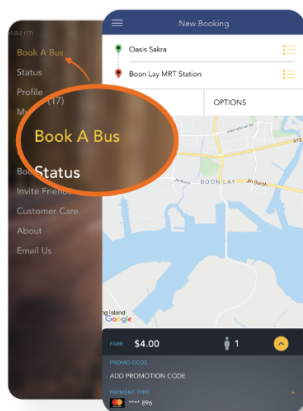 Book A Bus
Status
Profile
(17)
Book A Bus
Status
Invite Friends
Customer Care
About
Email Us
New Booking
Oasis Sakra
Boon Lay MRT Station
OPTIONS
BOON LAY
Google
FARE $4.00 1
PROMO CODE
ADD PROMOTION CODE
PAYMENT TYPE
**** 896